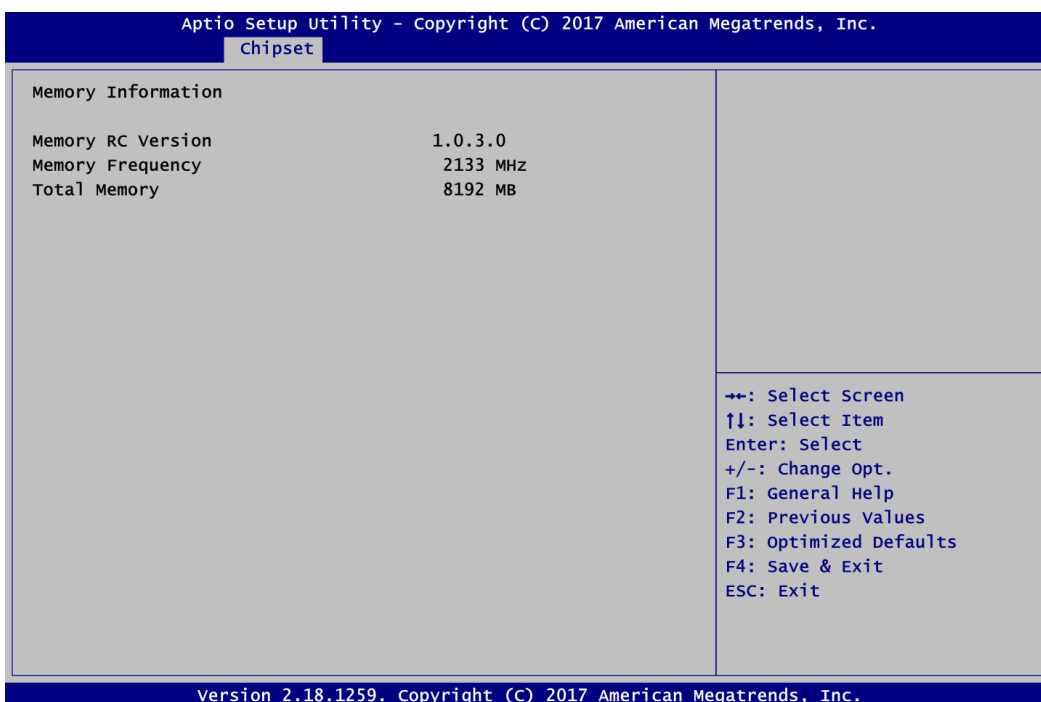 Aptio Setup Utility - Copyright (C) 2017 American Megatrends, Inc.
Chipset
Memory Information
Memory RC Version 1.0.3.0
Memory Frequency 2133 MHz
Total Memory 8192 MB
→←: Select Screen
↑↓: Select Item
Enter: Select
+/-: Change Opt.
F1: General Help
F2: Previous Values
F3: Optimized Defaults
F4: Save & Exit
ESC: Exit
Version 2.18.1259. Copyright (C) 2017 American Megatrends, Inc.